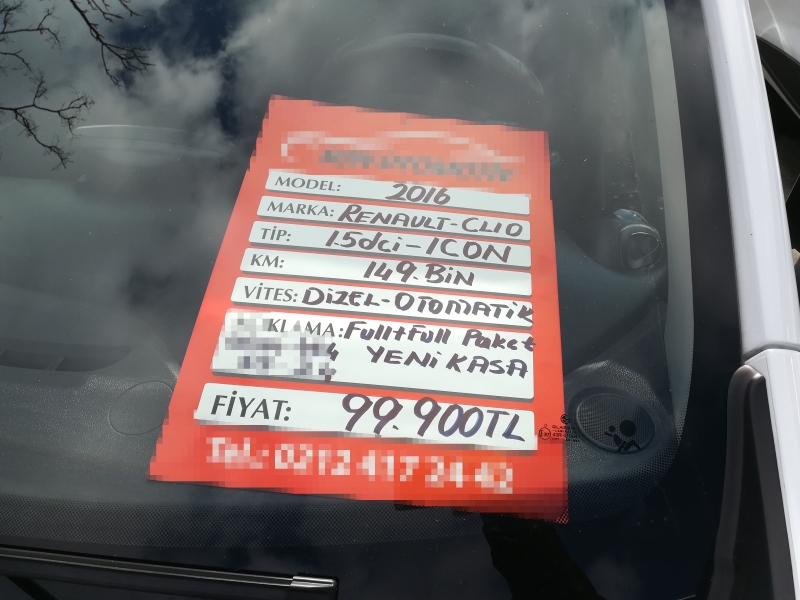 MODEL: 2016
MARKA: RENAULT-CLIO
TİP: 1.5dci-ICON
KM: 149.BİN
VİTES: DİZEL-OTOMATİK
KLAMA: Full+Full Paket
YENİ KASA
FİYAT: 99.900TL